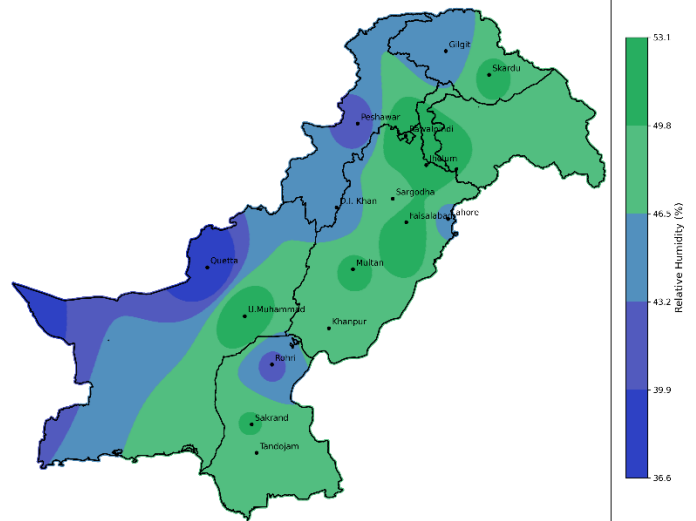 Gilgit
Skardu
Peshawar
Rawalpindi
Jhelum
Sargodha
D.I. Khan
Faisalabad
Lahore
Quetta
Multan
U.Muhammad
Khanpur
Rohri
Sakrand
Tandojam
53.1
49.8
46.5
43.2
39.9
36.6
Relative Humidity (%)